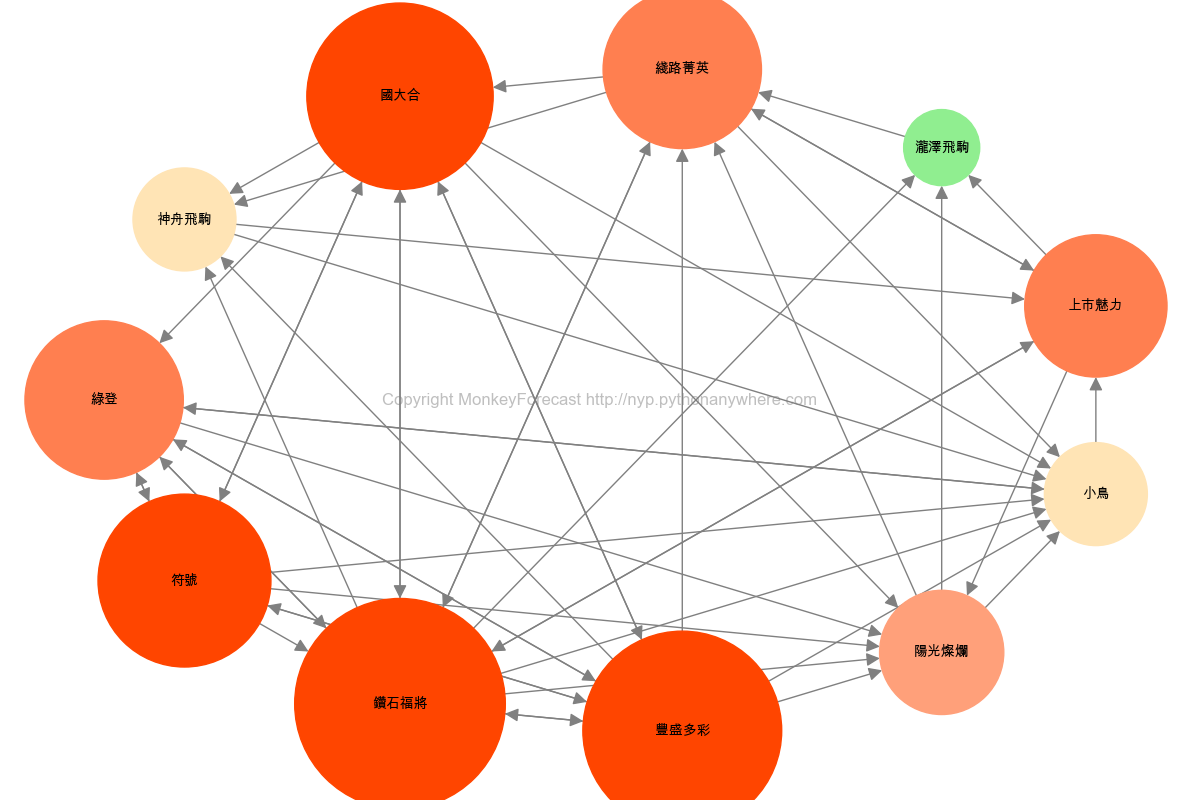 綫路菁英
國大合
瀧澤飛駒
神舟飛駒
上市魅力
綠登
Copyright MonkeyForecast http://nyp.pythonanywhere.com
小鳥
符號
陽光燦爛
鑽石福將
豐盛多彩